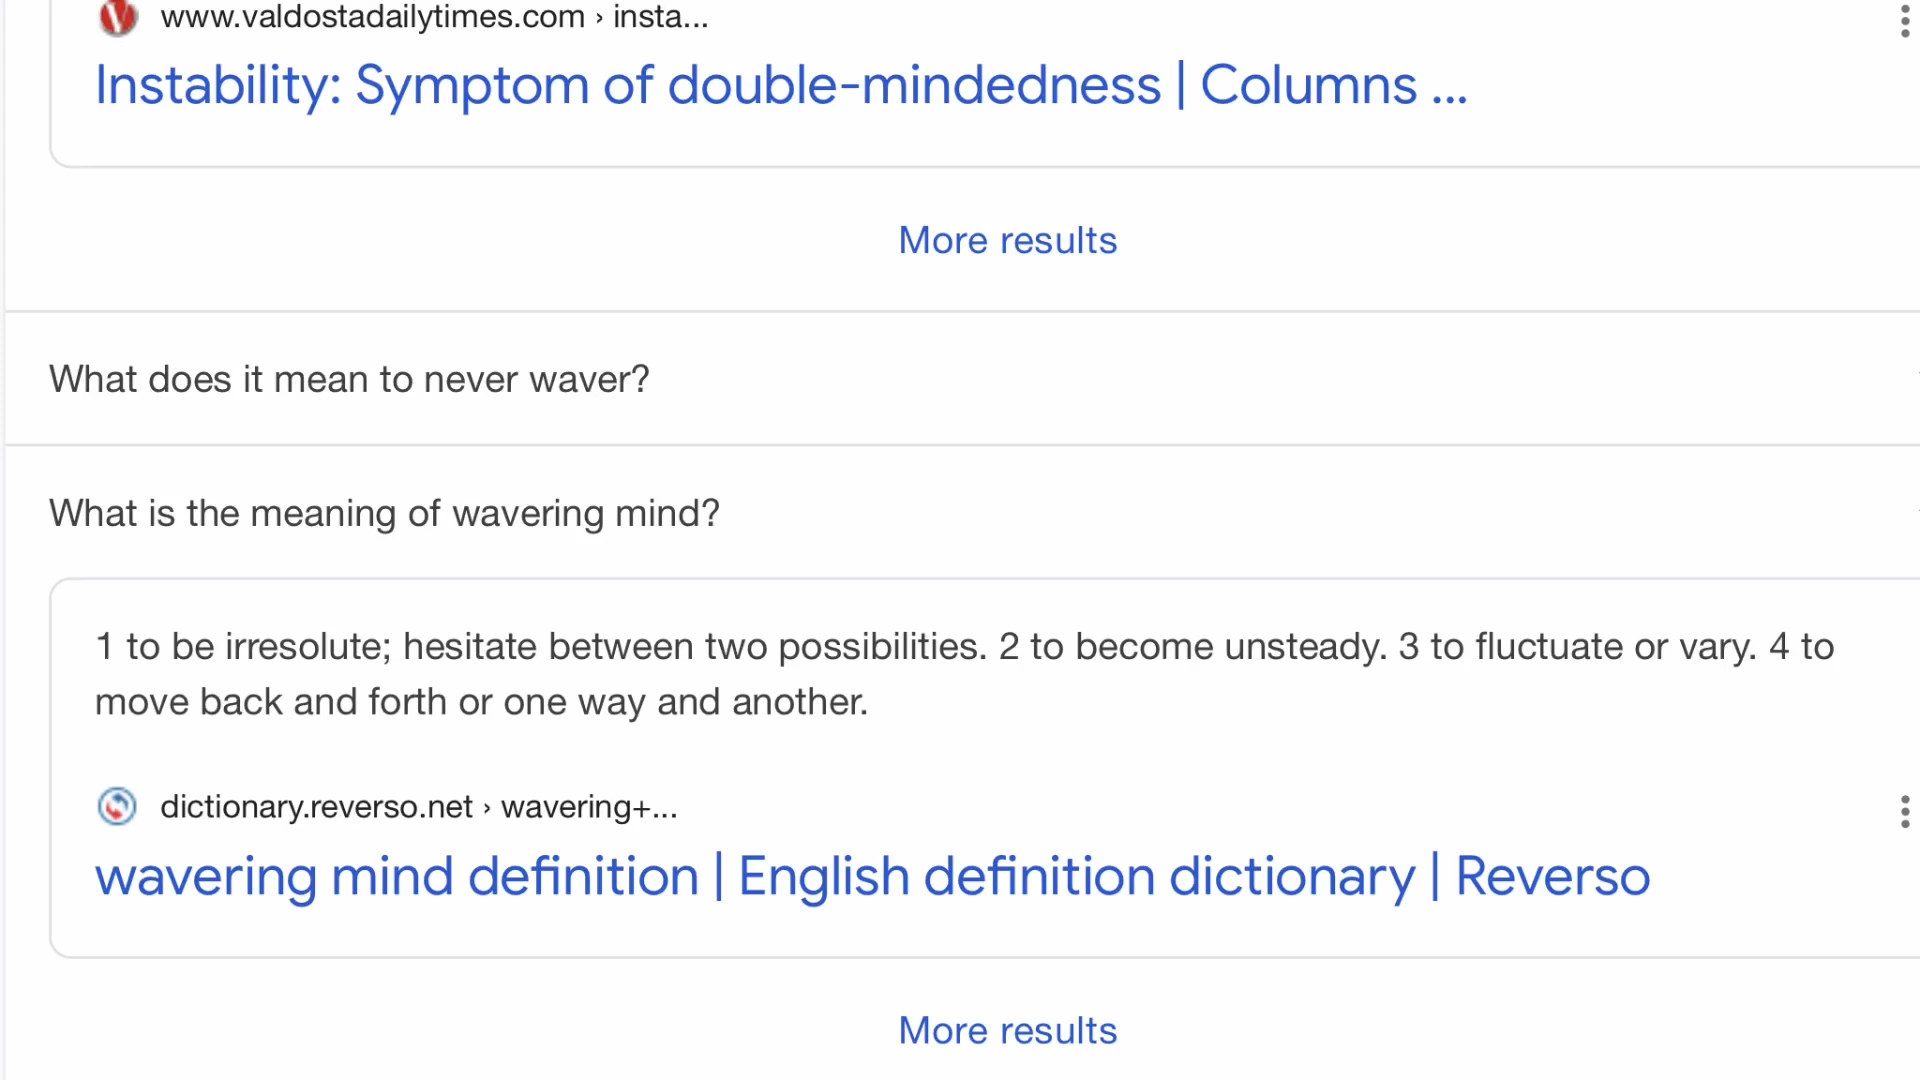 www.valdostadailytimes.com › insta...
Instability: Symptom of double-mindedness | Columns ...
More results
What does it mean to never waver?
What is the meaning of wavering mind?
1 to be irresolute; hesitate between two possibilities. 2 to become unsteady. 3 to fluctuate or vary. 4 to
move back and forth or one way and another.
dictionary.reverso.net › wavering+...
wavering mind definition | English definition dictionary | Reverso
More results